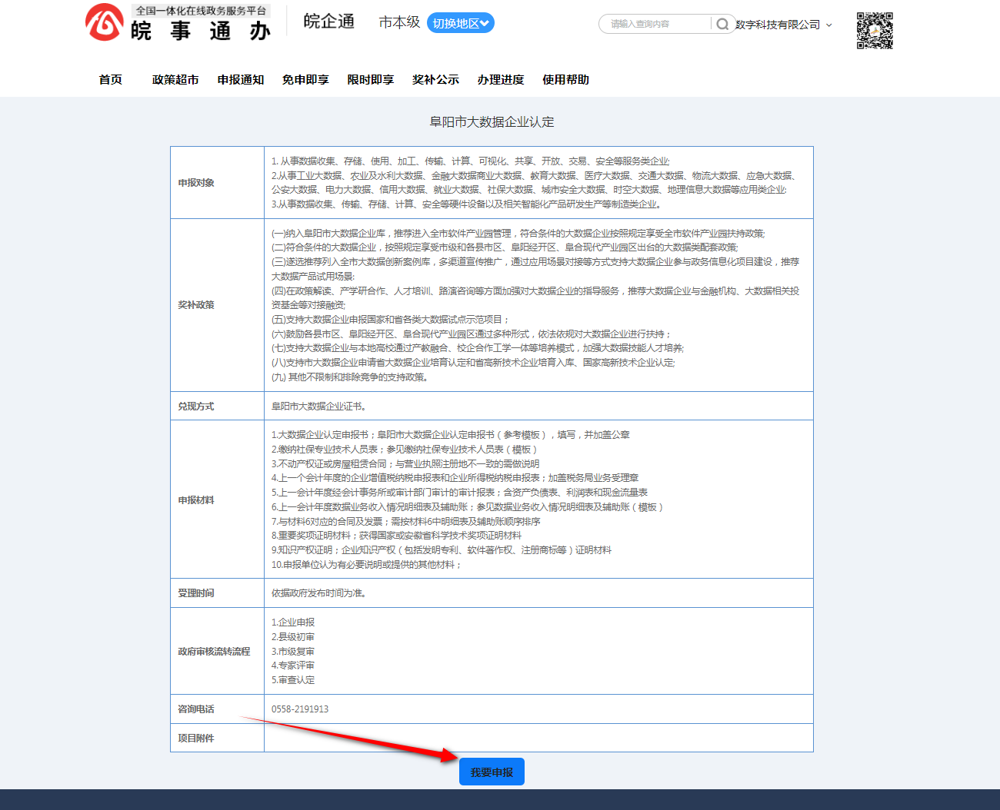 全国一体化在线政务服务平台
皖事通办
皖企通
市本级
切换地区
请输入查询内容
数字科技有限公司
首页 政策超市 申报通知 免申即享 限时即享 奖补公示 办理进度 使用帮助
阜阳市大数据企业认定
申报对象
1. 从事数据收集、存储、使用、加工、传输、计算、可视化、共享、开放、交易、安全等服务类企业;
2.从事工业大数据、农业及水利大数据、金融大数据商业大数据、教育大数据、医疗大数据、交通大数据、物流大数据、应急大数据、
公安大数据、电力大数据、信用大数据、就业大数据、社保大数据、城市安全大数据、时空大数据、地理信息大数据等应用类企业;
3.从事数据收集、传输、存储、计算、安全等硬件设备以及相关智能化产品研发生产等制造类企业。
奖补政策
(一)纳入阜阳市大数据企业库，推荐进入全市软件产业园管理，符合条件的大数据企业按照规定享受全市软件产业园扶持政策;
(二)符合条件的大数据企业，按照规定享受市级和各县市区、阜阳经开区、阜合现代产业园区出台的大数据类配套政策;
(三)遂选推荐列入全市大数据创新案例库，多渠道宣传推广，通过应用场景对接等方式支持大数据企业参与政务信息化项目建设，推荐
大数据产品试用场景:
(四)在政策解读、产学研合作、人才培训、路演咨询等方面加强对大数据企业的指导服务，推荐大数据企业与金融机构、大数据相关投
资基金等对接融资;
(五)支持大数据企业申报国家和省各类大数据试点示范项目；
(六)鼓励各县市区、阜阳经开区、阜合现代产业园区通过多种形式，依法依规对大数据企业进行扶持；
(七)支持大数据企业与本地高校通过产教融合、校企合作工学一体等培养模式，加强大数据技能人才培养;
(八)支持市大数据企业申请省大数据企业培育认定和省高新技术企业培育入库、国家高新技术企业认定;
(九) 其他不限制和排除竞争的支持政策。
兑现方式
阜阳市大数据企业证书。
申报材料
1.大数据企业认定申报书；阜阳市大数据企业认定申报书（参考模板），填写，并加盖公章
2.缴纳社保专业技术人员表；参见缴纳社保专业技术人员表（模板）
3.不动产权证或房屋租赁合同；与营业执照注册地不一致的需做说明
4.上一个会计年度的企业增值税纳税申报表和企业所得税纳税申报表；加盖税务局业务受理章
5.上一会计年度经会计事务所或审计部门审计的审计报表；含资产负债表、利润表和现金流量表
6.上一会计年度数据业务收入情况明细表及辅助账；参见数据业务收入情况明细表及辅助账（模板）
7.与材料6对应的合同及发票；需按材料6中明细表及辅助账顺序排序
8.重要奖项证明材料；获得国家或安徽省科学技术奖项证明材料
9.知识产权证明；企业知识产权（包括发明专利、软件著作权、注册商标等）证明材料
10.申报单位认为有必要说明或提供的其他材料；
受理时间
依据政府发布时间为准。
政府审核流转流程
1.企业申报
2.县级初审
3.市级复审
4.专家评审
5.审查认定
咨询电话
0558-2191913
项目附件
我要申报